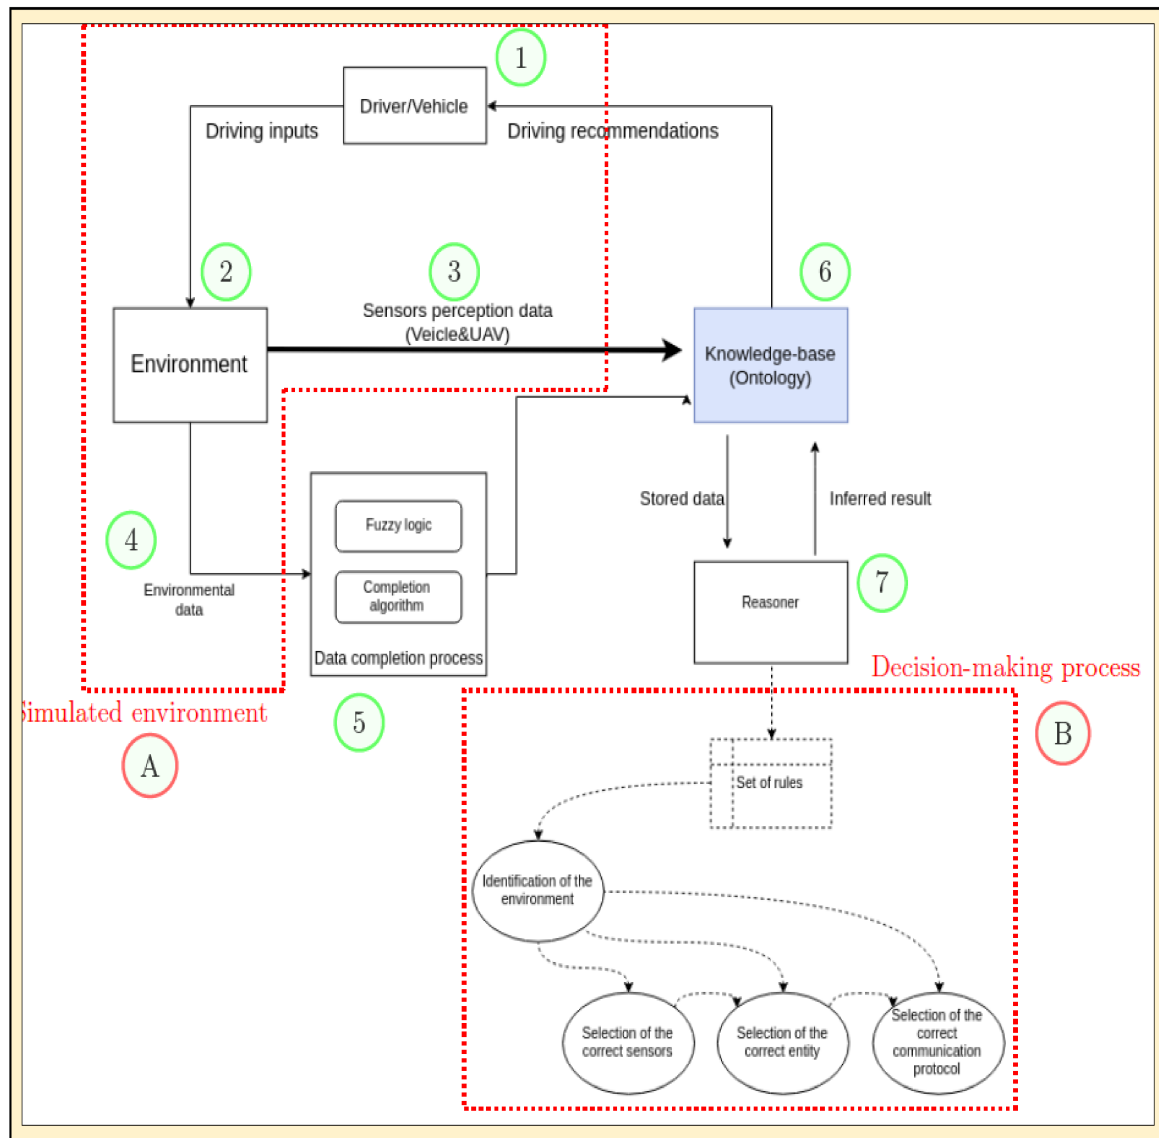 1
Driver/Vehicle
Driving inputs
Driving recommendations
2
3
6
Sensors perception data
(Veicle&UAV)
Environment
Knowledge-base
(Ontology)
Stored data
Inferred result
Fuzzy logic
4
Completion
algorithm
Environmental
data
7
Reasoner
Data completion process
Decision-making process
Simulated environment
5
B
A
Set of rules
Identification of the
environment
Selection of the
correct sensors
Selection of the
correct entity
Selection of the
correct
communication
protocol